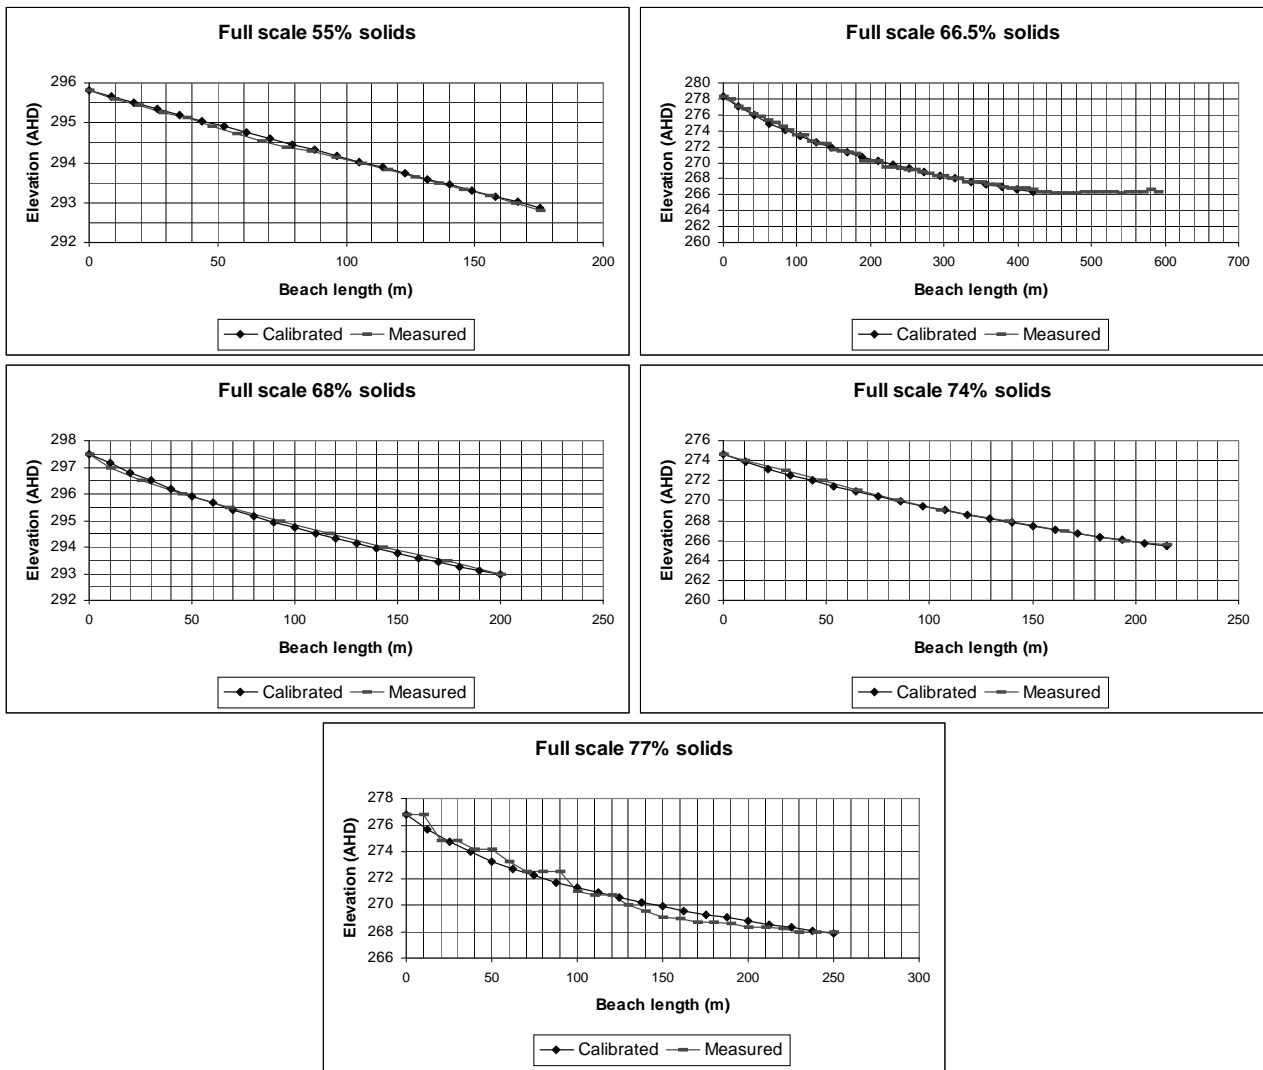 Full scale 55% solids
296
295
294
293
292
Elevation (AHD)
0 50 100 150 200
Beach length (m)
Calibrated Measured
Full scale 66.5% solids
280
278
276
274
272
270
268
266
264
262
260
Elevation (AHD)
0 100 200 300 400 500 600 700
Beach length (m)
Calibrated Measured
Full scale 68% solids
298
297
296
295
294
293
292
Elevation (AHD)
0 50 100 150 200 250
Beach length (m)
Calibrated Measured
Full scale 74% solids
276
274
272
270
268
266
264
262
260
Elevation (AHD)
0 50 100 150 200 250
Beach length (m)
Calibrated Measured
Full scale 77% solids
278
276
274
272
270
268
266
Elevation (AHD)
0 50 100 150 200 250 300
Beach length (m)
Calibrated Measured